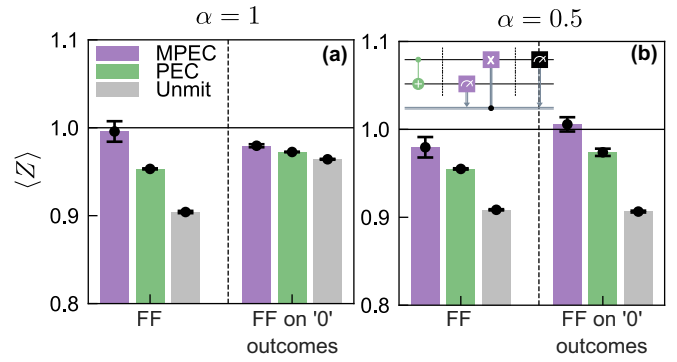 α = 1
α = 0.5
1.1
1.0
0.9
0.8
⟨Z⟩
MPEC
PEC
Unmit
(a)
FF
FF on '0'
outcomes
1.1
1.0
0.9
0.8
(b)
X
FF
FF on '0'
outcomes